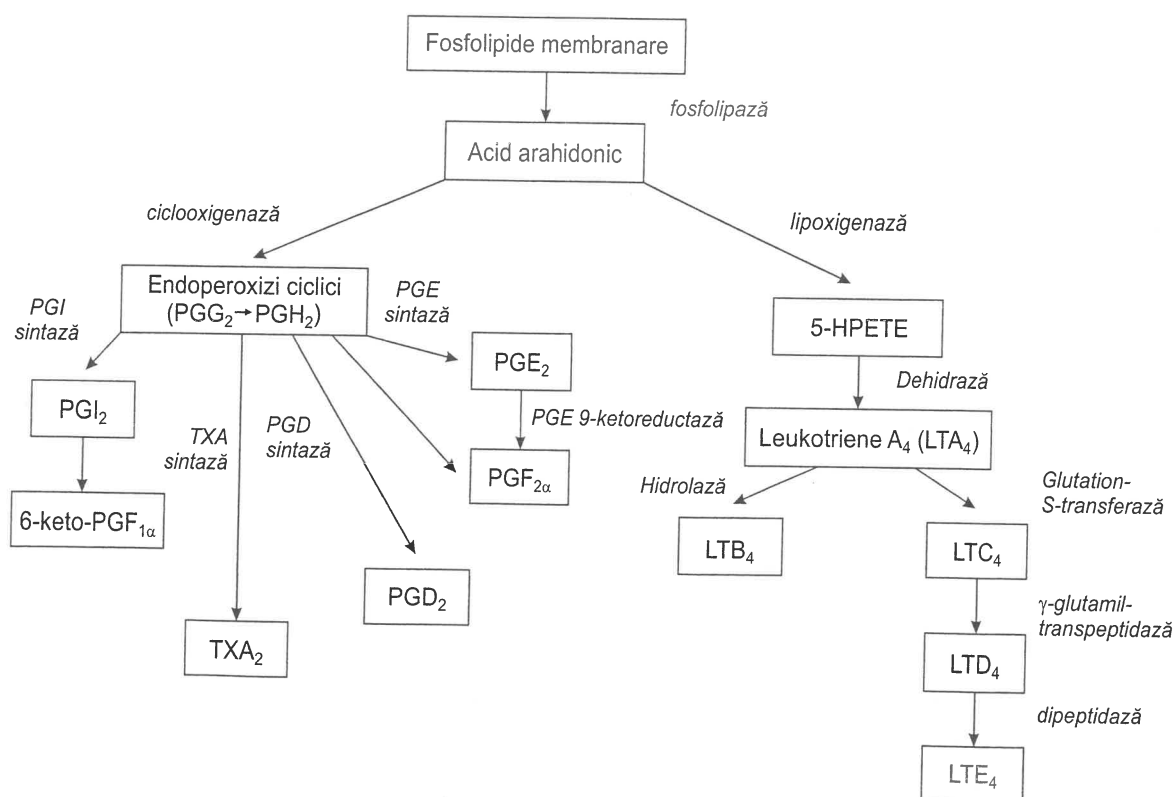 Fosfolipide membranare
fosfolipază
Acid arahidonic
ciclooxigenază
lipoxigenază
Endoperoxizi ciclici
(PGG₂→PGH₂)
PGI
sintază
PGE
sintază
5-HPETE
PGE₂
Dehidrază
PGI₂
TXA
sintază
PGD
sintază
PGE 9-ketoreductază
Leukotriene A₄ (LTA₄)
PGF₂α
Hidrolază
Glutation-
S-transferază
6-keto-PGF₁α
LTB₄
LTC₄
PGD₂
γ-glutamil-
transpeptidază
TXA₂
LTD₄
dipeptidază
LTE₄